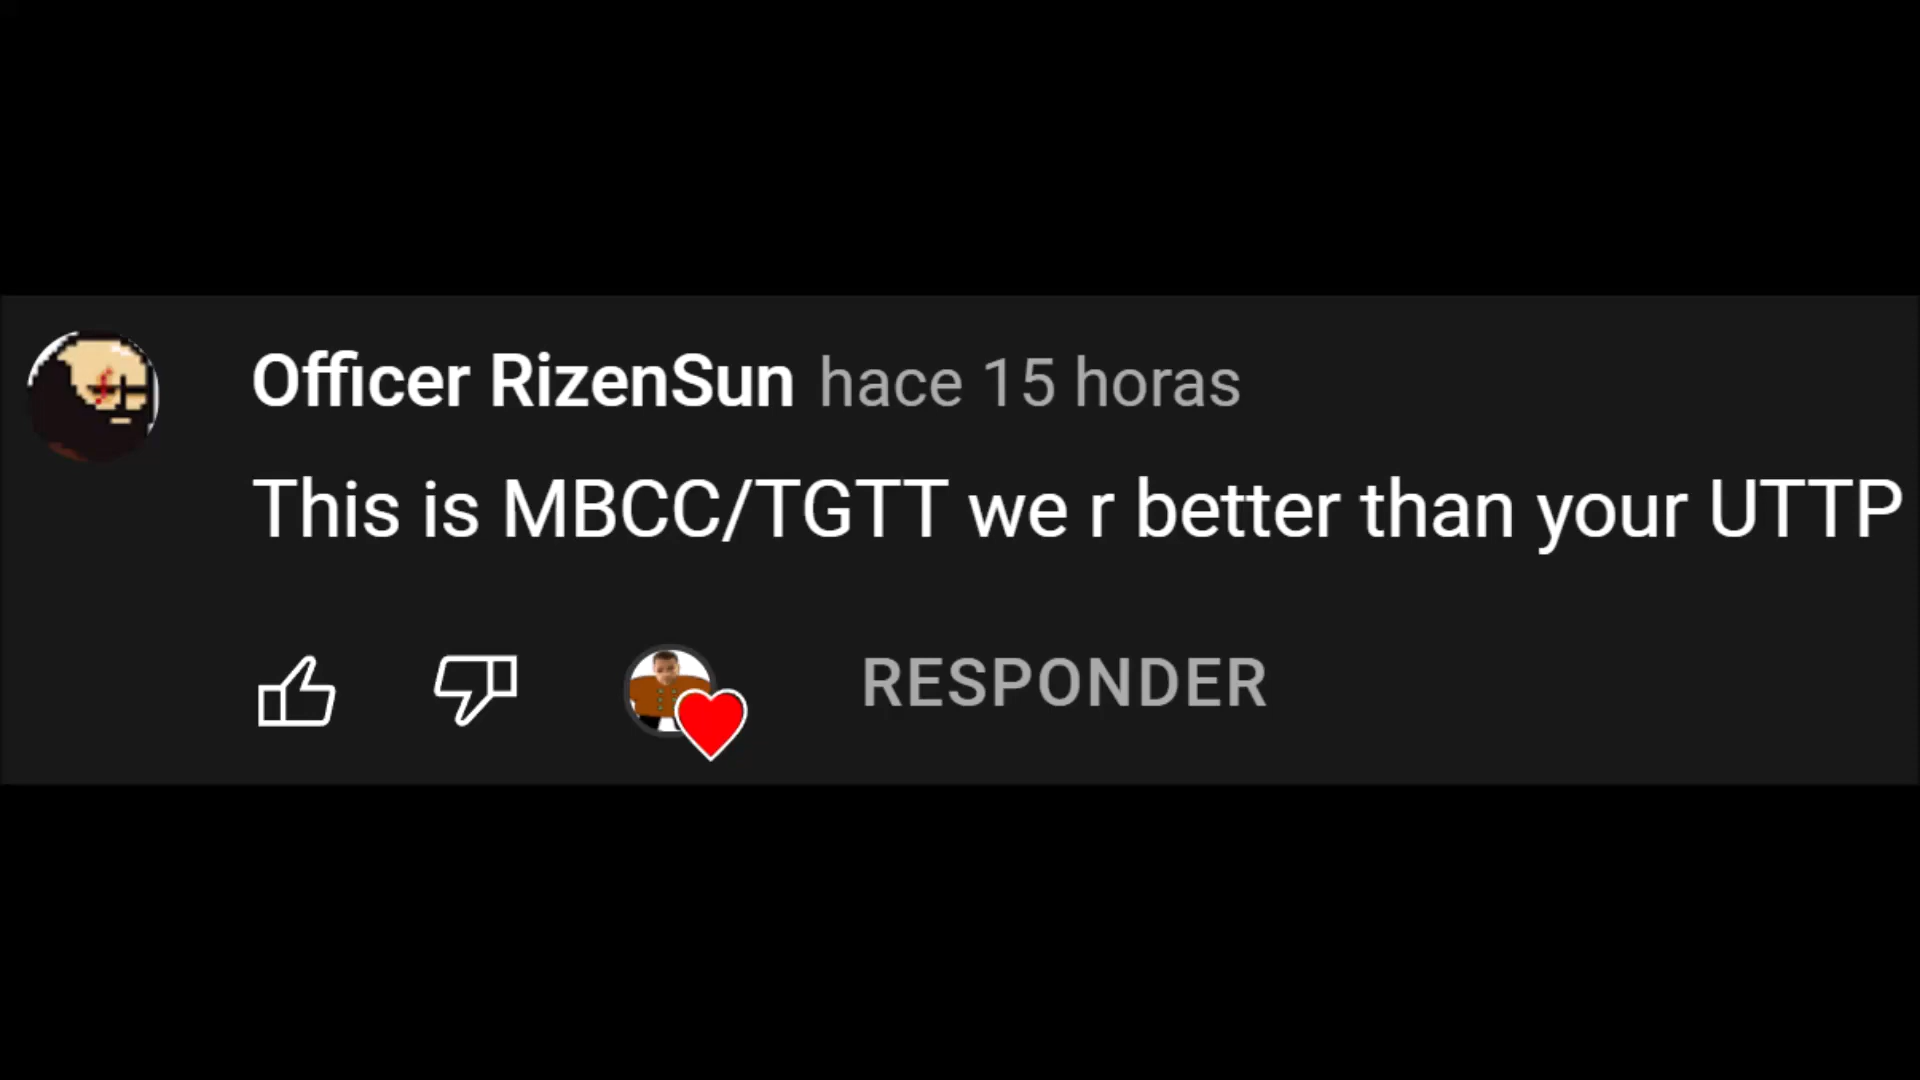 Officer RizenSun hace 15 horas
This is MBCC/TGTT we r better than your UTTP
RESPONDER